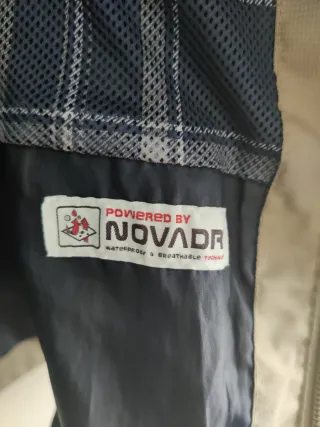 POWERED BY
NOVADR
WATERPROOF & BREATHABLE